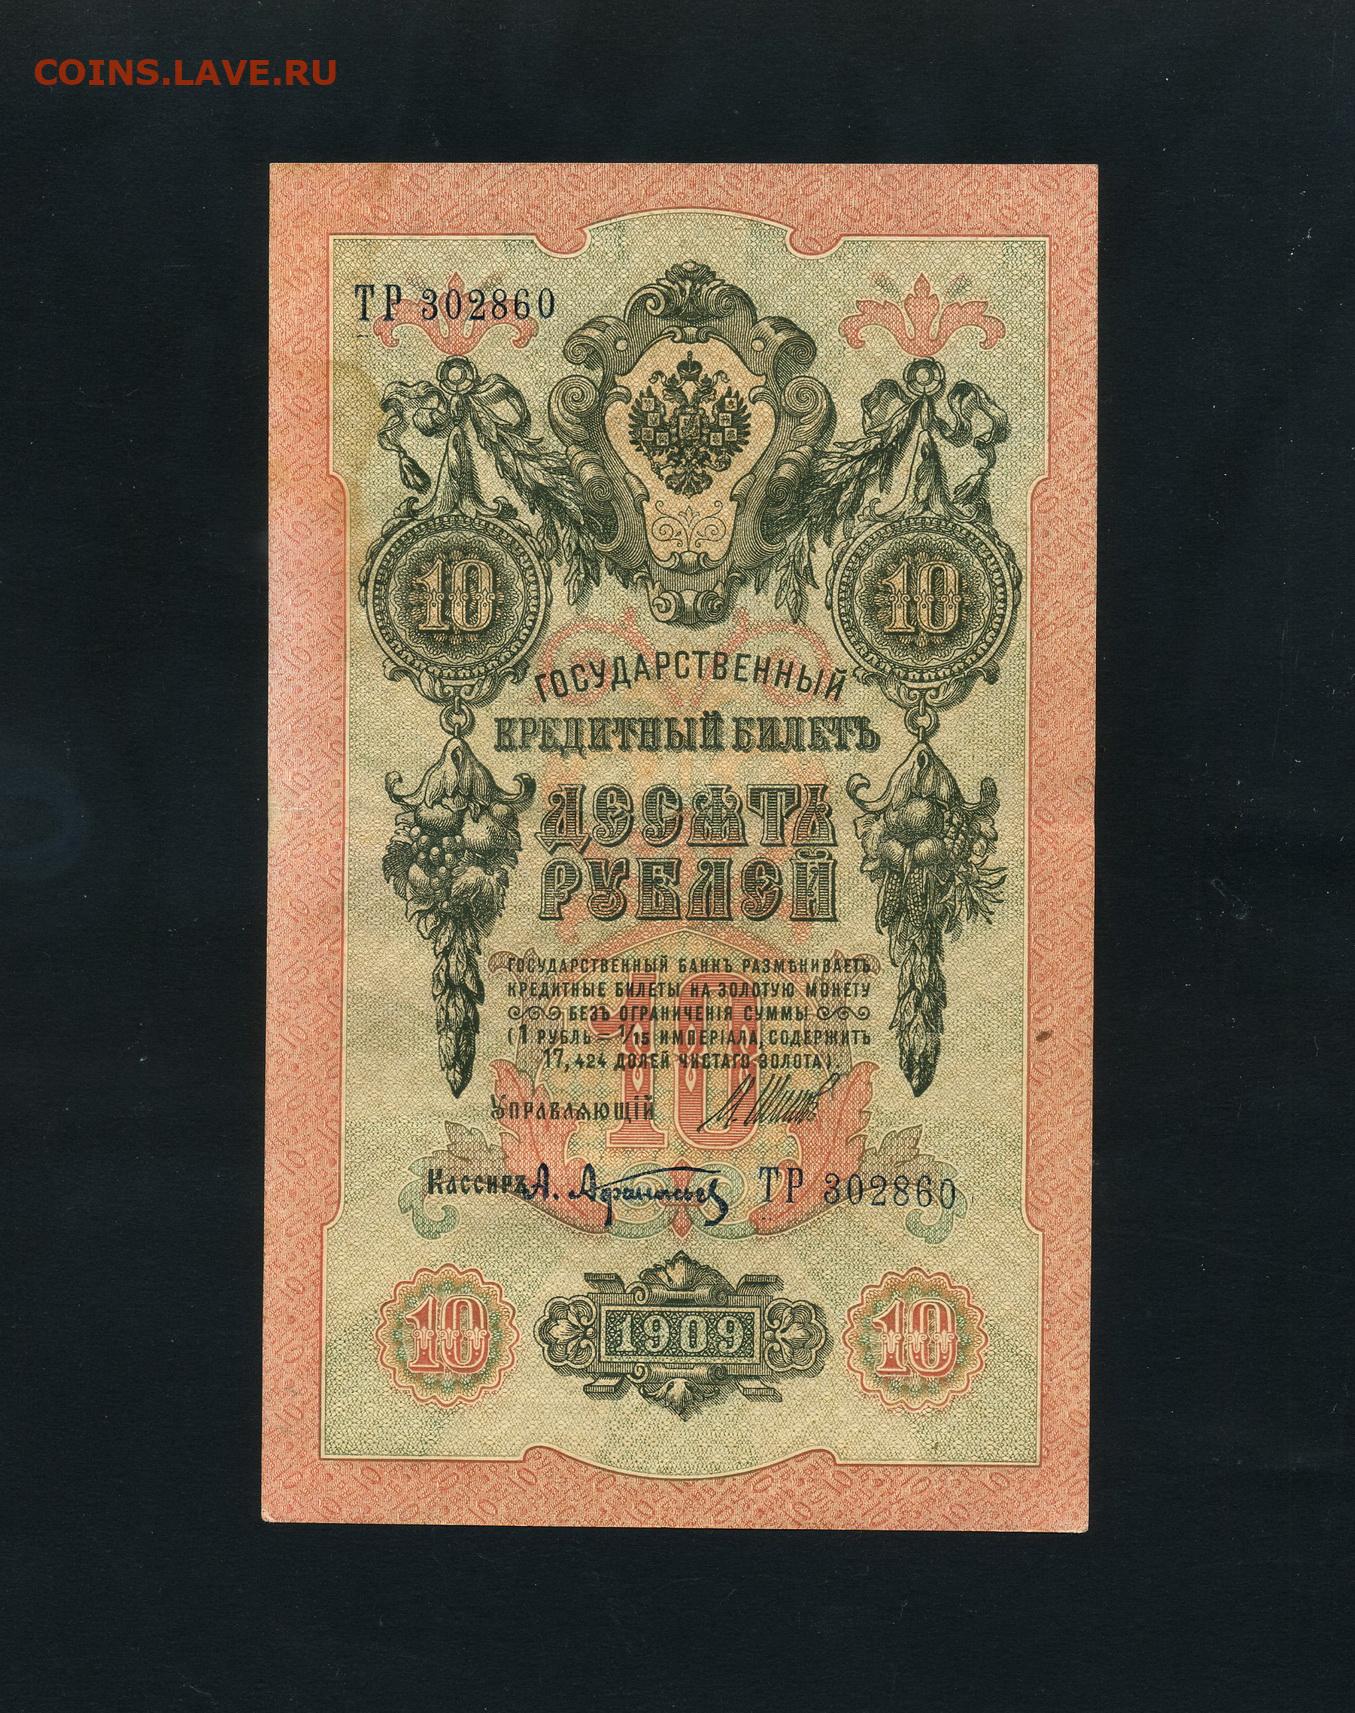 COINS.LAVE.RU
ТР 302860
10 10
ГОСУДАРСТВЕННЫЙ
КРЕДИТНЫЙ БИЛЕТЪ
ДЕСЯТЬ
РУБЛЕЙ
ГОСУДАРСТВЕННЫЙ БАНКЪ РАЗМѢНИВАЕТЪ
КРЕДИТНЫЕ БИЛЕТЫ НА ЗОЛОТУЮ МОНЕТУ
БЕЗЪ ОГРАНИЧЕНІЯ СУММЫ
(1 РУБЛЬ = 1/15 ИМПЕРІАЛА, СОДЕРЖИТЪ
17,424 ДОЛЕЙ ЧИСТАГО ЗОЛОТА).
10
УПРАВЛЯЮЩІЙ
Кассиръ А. Афанасьев ТР 302860
10 1909 10